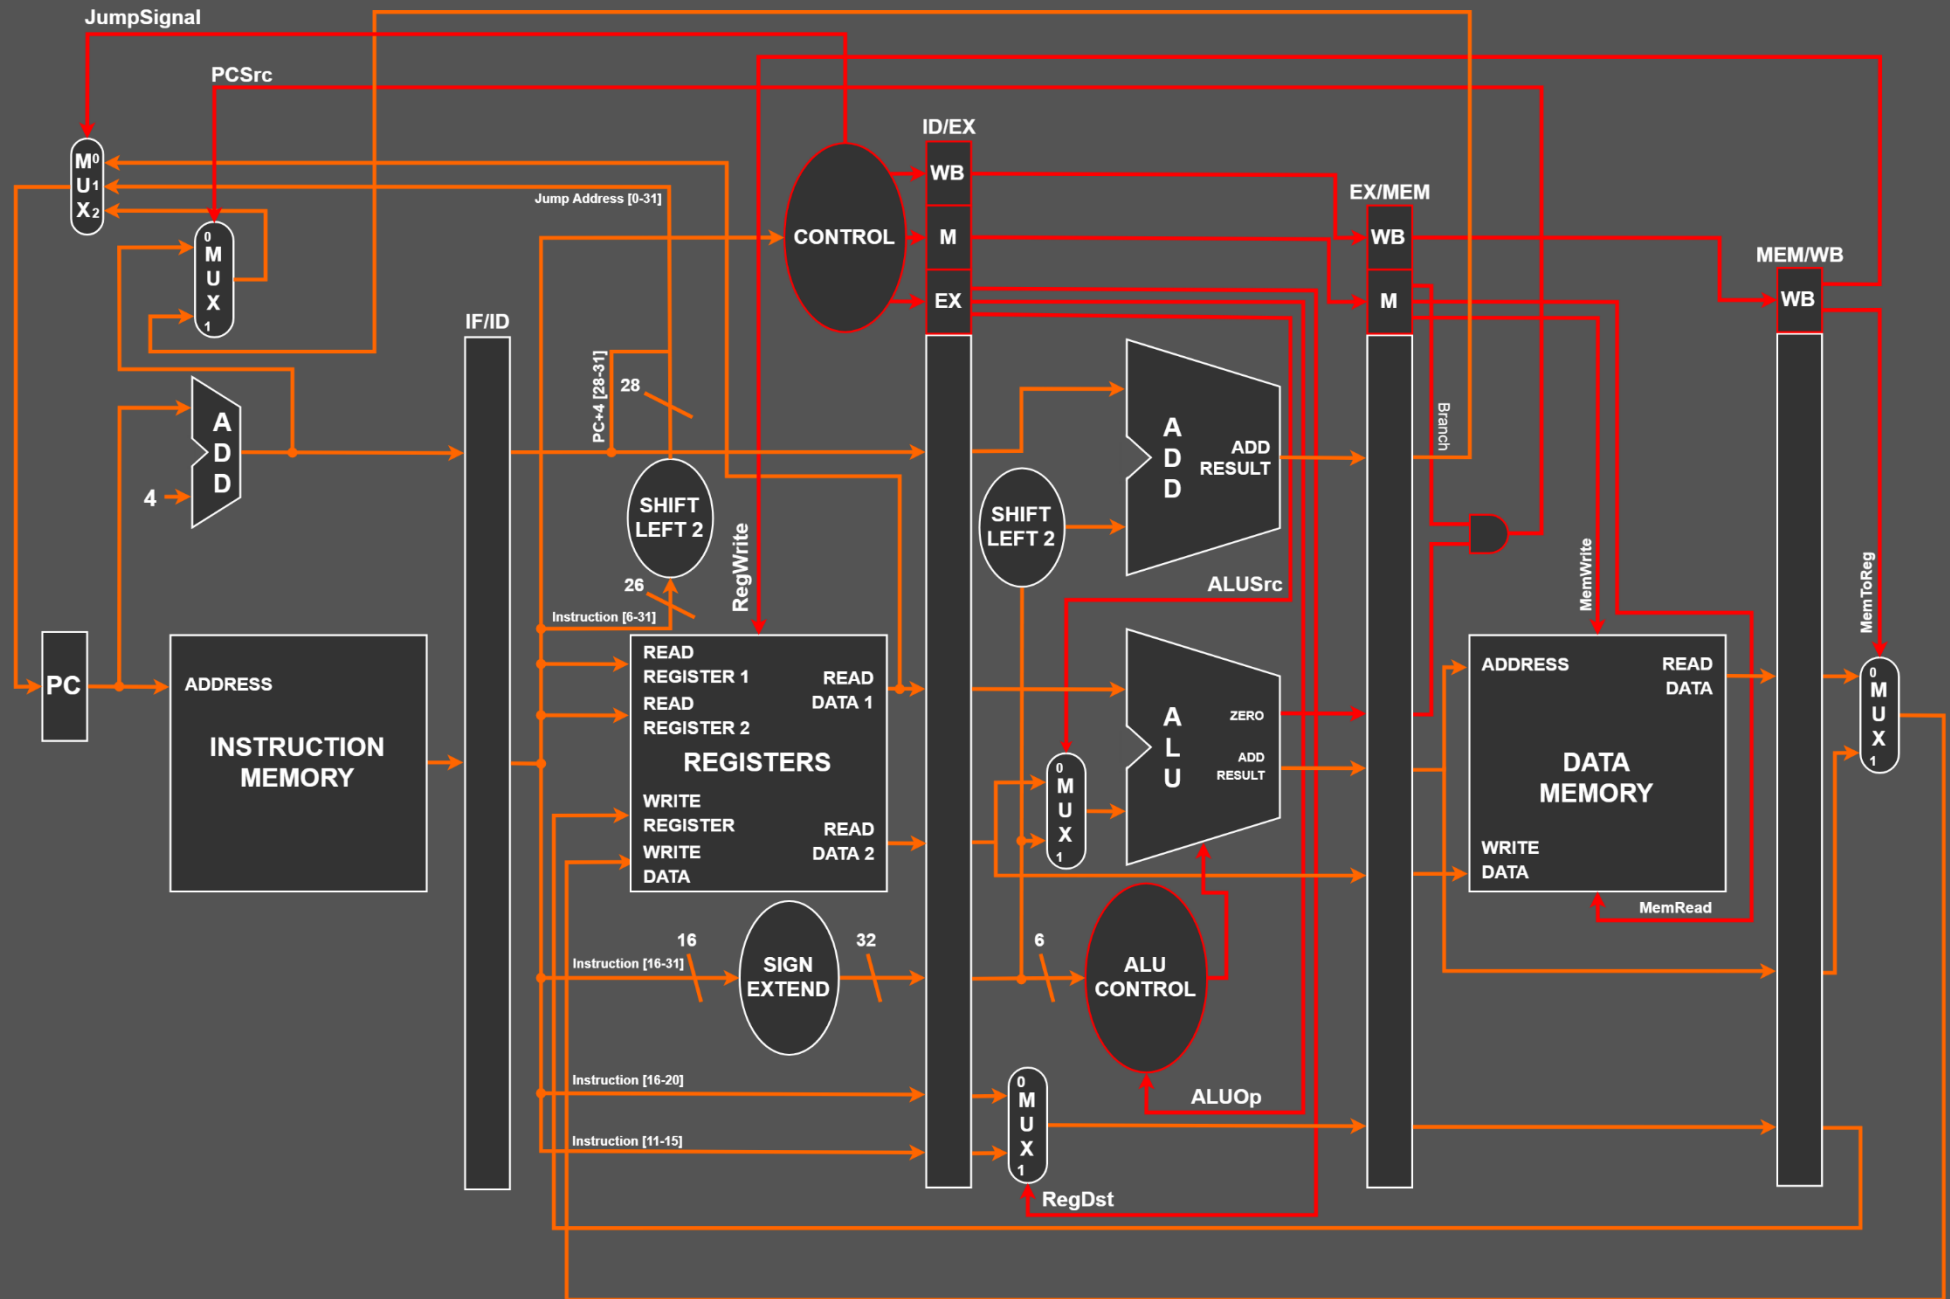 JumpSignal
PCSrc
M0
U1
X2
Jump Address [0-31]
0
M
U
X
1
CONTROL
ID/EX
WB
M
EX
EX/MEM
WB
M
MEM/WB
WB
IF/ID
PC+4 [28-31]
28
A
D
D
4
SHIFT
LEFT 2
26
Instruction [6-31]
RegWrite
A
D
D
ADD
RESULT
SHIFT
LEFT 2
ALUSrc
Branch
MemWrite
MemToReg
PC
ADDRESS
INSTRUCTION
MEMORY
READ
REGISTER 1
READ
REGISTER 2
READ
DATA 1
REGISTERS
WRITE
REGISTER
WRITE
DATA
READ
DATA 2
0
M
U
X
1
A
L
U
ZERO
ADD
RESULT
ADDRESS
READ
DATA
DATA
MEMORY
WRITE
DATA
MemRead
0
M
U
X
1
16
Instruction [16-31]
SIGN
EXTEND
32
6
ALU
CONTROL
Instruction [16-20]
Instruction [11-15]
0
M
U
X
1
ALUOp
RegDst